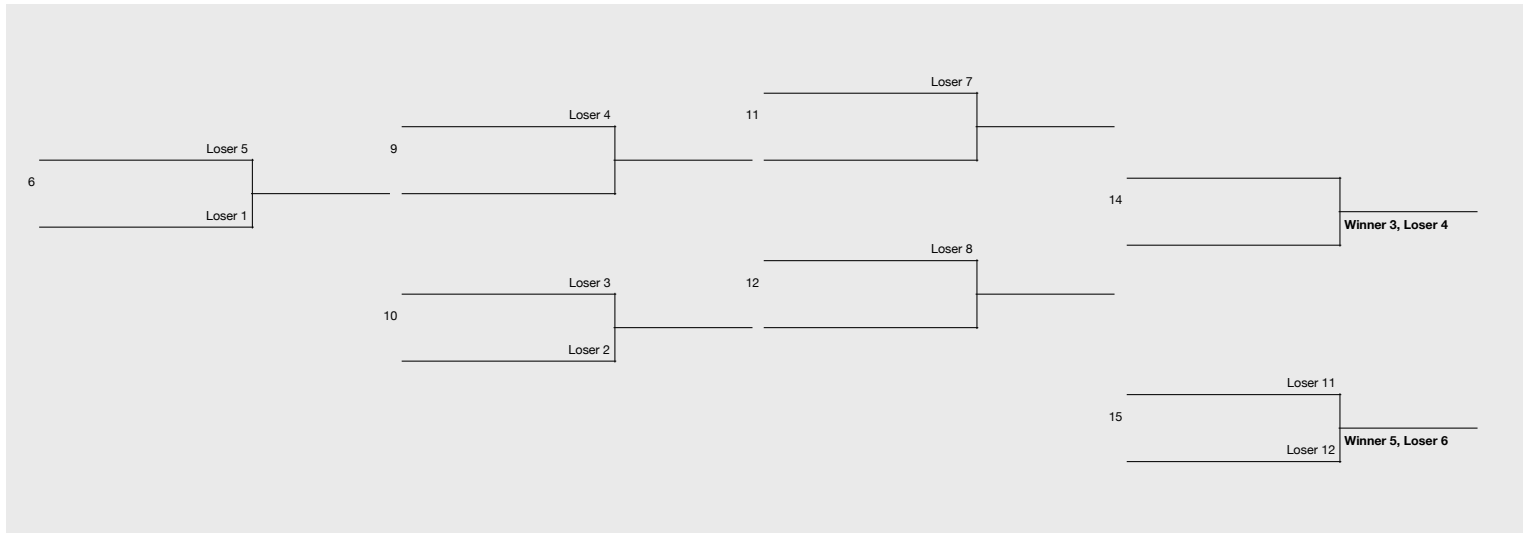 Loser 7
11
Loser 4
9
Loser 5
6
Loser 1
14
Winner 3, Loser 4
Loser 8
12
Loser 3
10
Loser 2
Loser 11
15
Winner 5, Loser 6
Loser 12